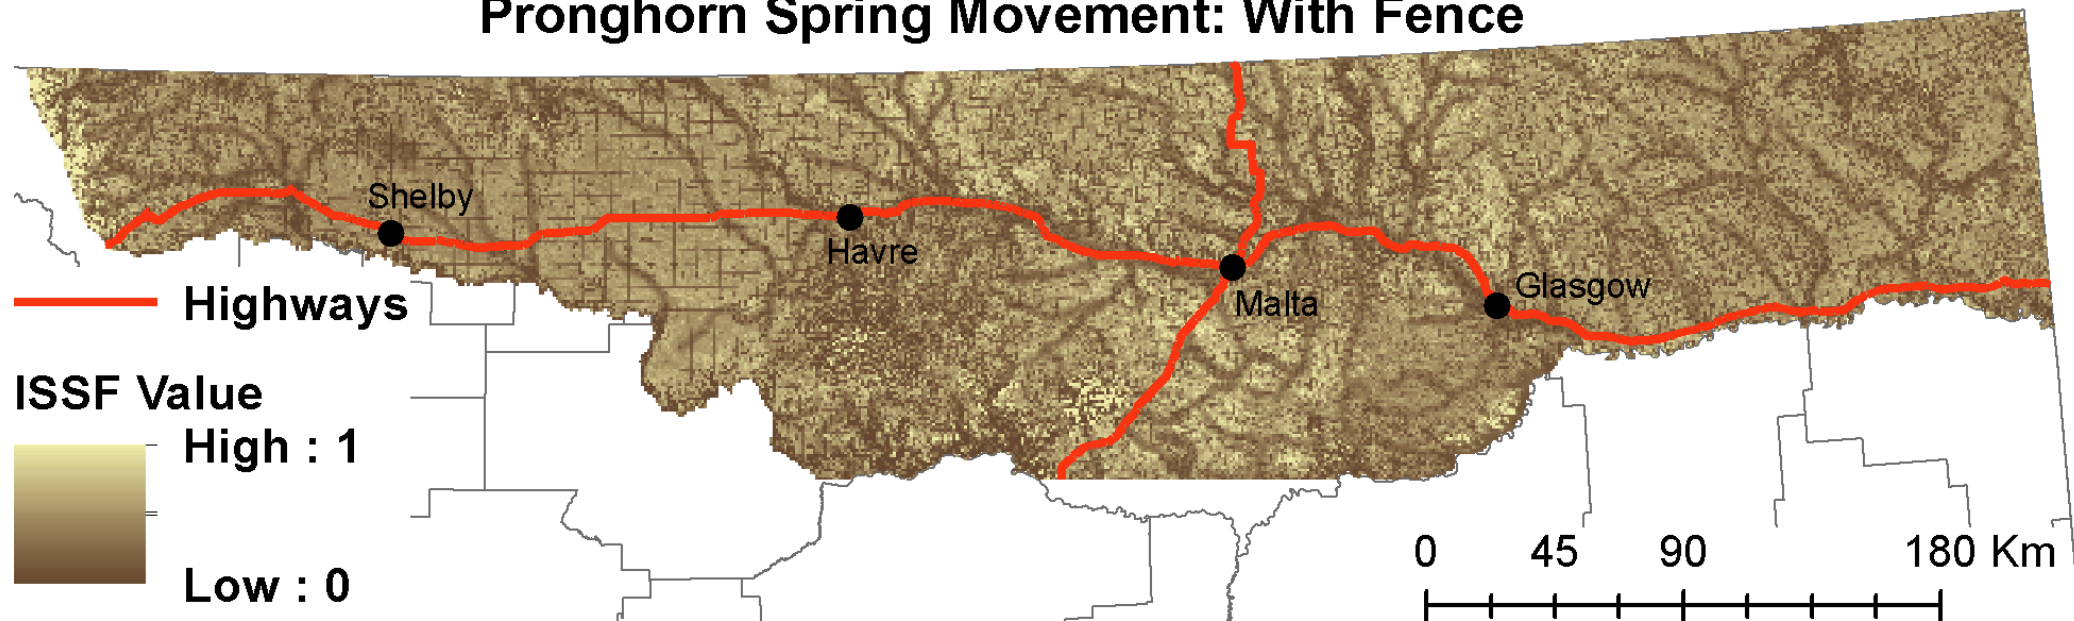 Pronghorn Spring Movement: With Fence
Shelby
Havre
Malta
Glasgow
Highways
ISSF Value
High : 1
Low : 0
0 45 90 180 Km